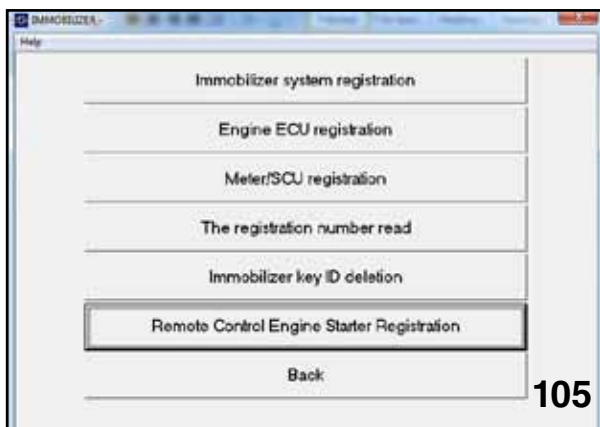 IMMOBILIZER
Help
Immobilizer system registration
Engine ECU registration
Meter/SCU registration
The registration number read
Immobilizer key ID deletion
Remote Control Engine Starter Registration
Back
105